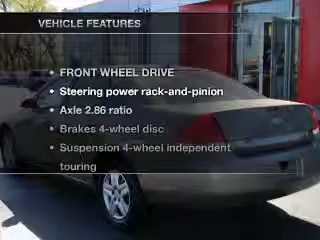 VEHICLE FEATURES
• FRONT WHEEL DRIVE
• Steering power rack-and-pinion
• Axle 2.86 ratio
• Brakes 4-wheel disc
• Suspension 4-wheel independent
touring